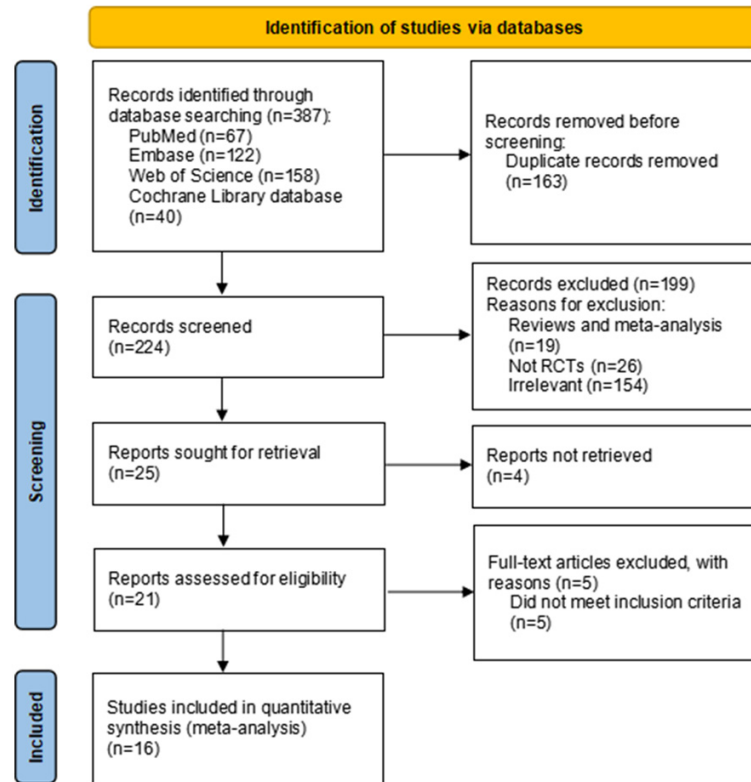 Identification of studies via databases
Identification
Records identified through
database searching (n=387):
PubMed (n=67)
Embase (n=122)
Web of Science (n=158)
Cochrane Library database
(n=40)
Records removed before
screening:
Duplicate records removed
(n=163)
Screening
Records screened
(n=224)
Records excluded (n=199)
Reasons for exclusion:
Reviews and meta-analysis
(n=19)
Not RCTs (n=26)
Irrelevant (n=154)
Reports sought for retrieval
(n=25)
Reports not retrieved
(n=4)
Reports assessed for eligibility
(n=21)
Full-text articles excluded, with
reasons (n=5)
Did not meet inclusion criteria
(n=5)
Included
Studies included in quantitative
synthesis (meta-analysis)
(n=16)